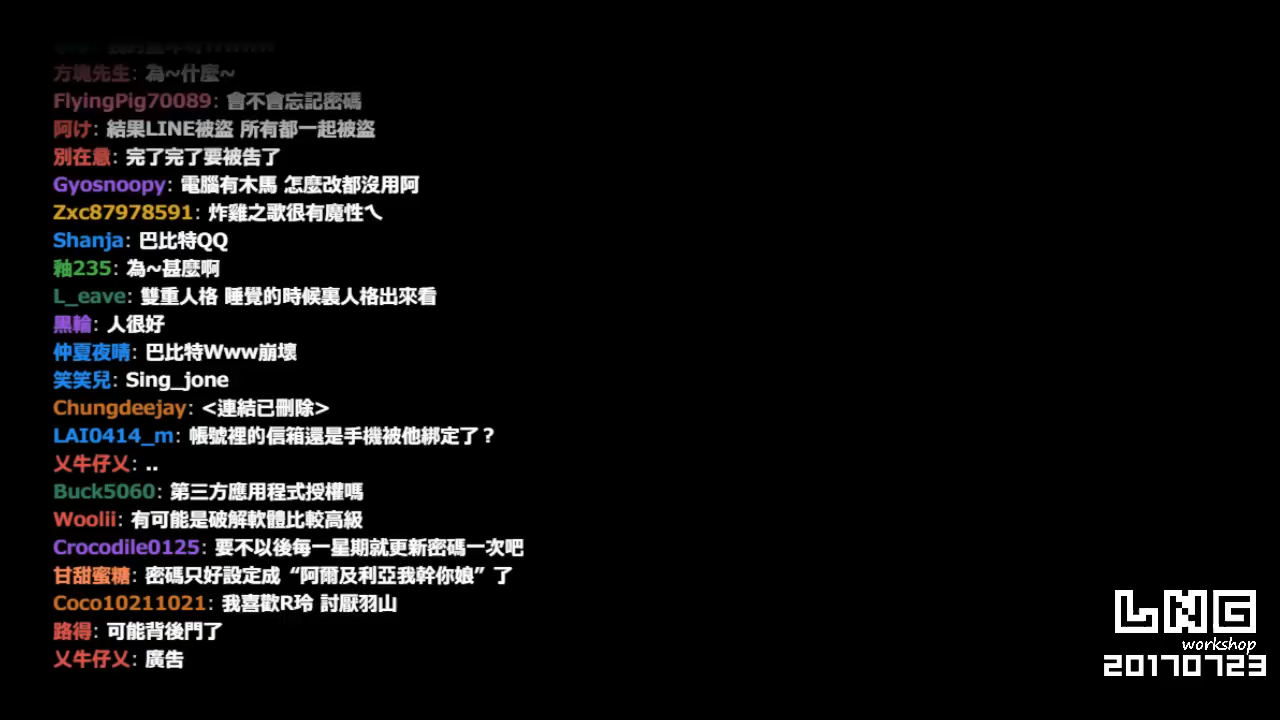 方塊先生: 為~什麼~
FlyingPig70089: 會不會忘記密碼
阿け: 結果LINE被盜 所有都一起被盜
別在意: 完了完了要被告了
Gyosnoopy: 電腦有木馬 怎麼改都沒用阿
Zxc87978591: 炸雞之歌很有魔性ㄟ
Shanja: 巴比特QQ
釉235: 為~甚麼啊
L_eave: 雙重人格 睡覺的時候裏人格出來看
黑輪: 人很好
仲夏夜晴: 巴比特Www崩壞
笑笑兒: Sing_jone
Chungdeejay: <連結已刪除>
LAI0414_m: 帳號裡的信箱還是手機被他綁定了？
乂牛仔乂: ..
Buck5060: 第三方應用程式授權嗎
Woolii: 有可能是破解軟體比較高級
Crocodile0125: 要不以後每一星期就更新密碼一次吧
甘甜蜜糖: 密碼只好設定成“阿爾及利亞我幹你娘”了
Coco10211021: 我喜歡R玲 討厭羽山
路得: 可能背後門了
乂牛仔乂: 廣告
LNG
workshop
20170723